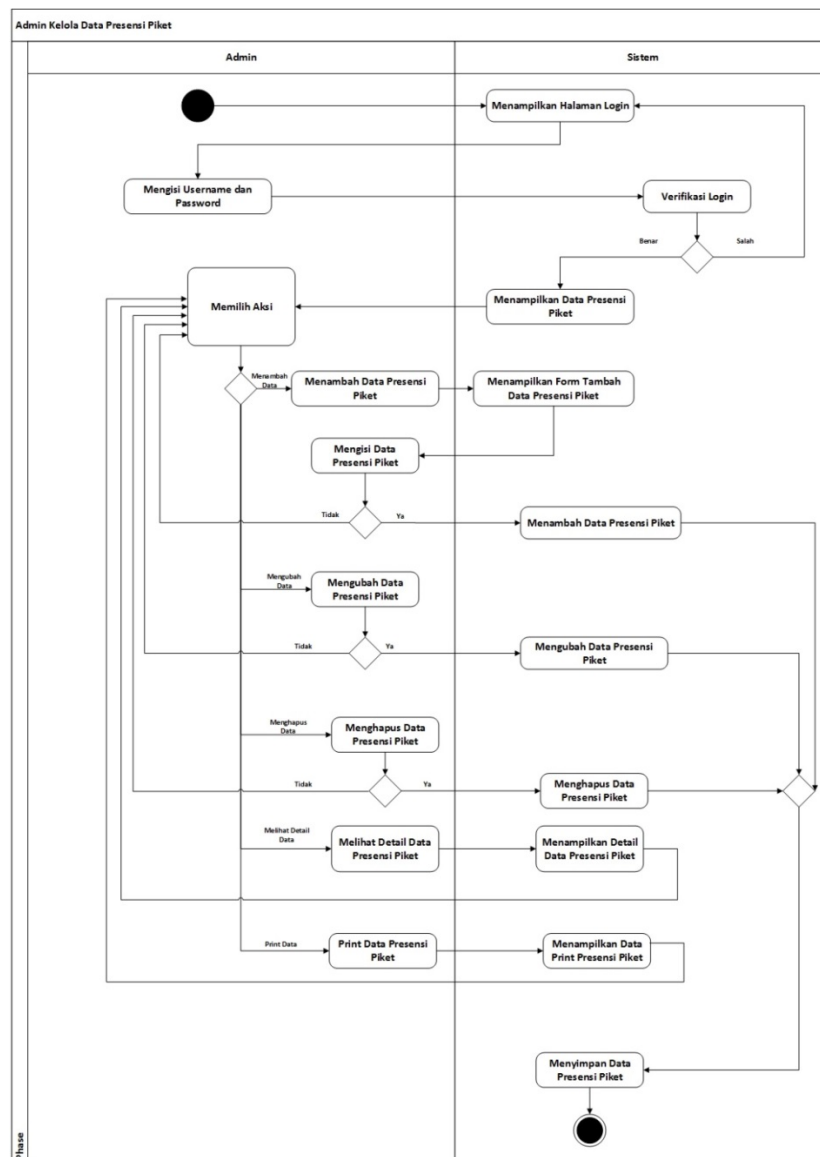 Admin Kelola Data Presensi Piket
Admin
Sistem
Menampilkan Halaman Login
Mengisi Username dan
Password
Verifikasi Login
Benar
Salah
Memilih Aksi
Menampilkan Data Presensi
Piket
Menambah
Data
Menambah Data Presensi
Piket
Menampilkan Form Tambah
Data Presensi Piket
Mengisi Data
Presensi Piket
Tidak
Ya
Menambah Data Presensi Piket
Mengubah
Data
Mengubah Data
Presensi Piket
Tidak
Ya
Mengubah Data Presensi
Piket
Menghapus
Data
Menghapus Data
Presensi Piket
Tidak
Ya
Menghapus Data
Presensi Piket
Melihat Detail
Data
Melihat Detail Data
Presensi Piket
Menampilkan Detail
Data Presensi Piket
Print Data
Print Data Presensi
Piket
Menampilkan Data
Print Presensi Piket
Menyimpan Data
Presensi Piket
Phase